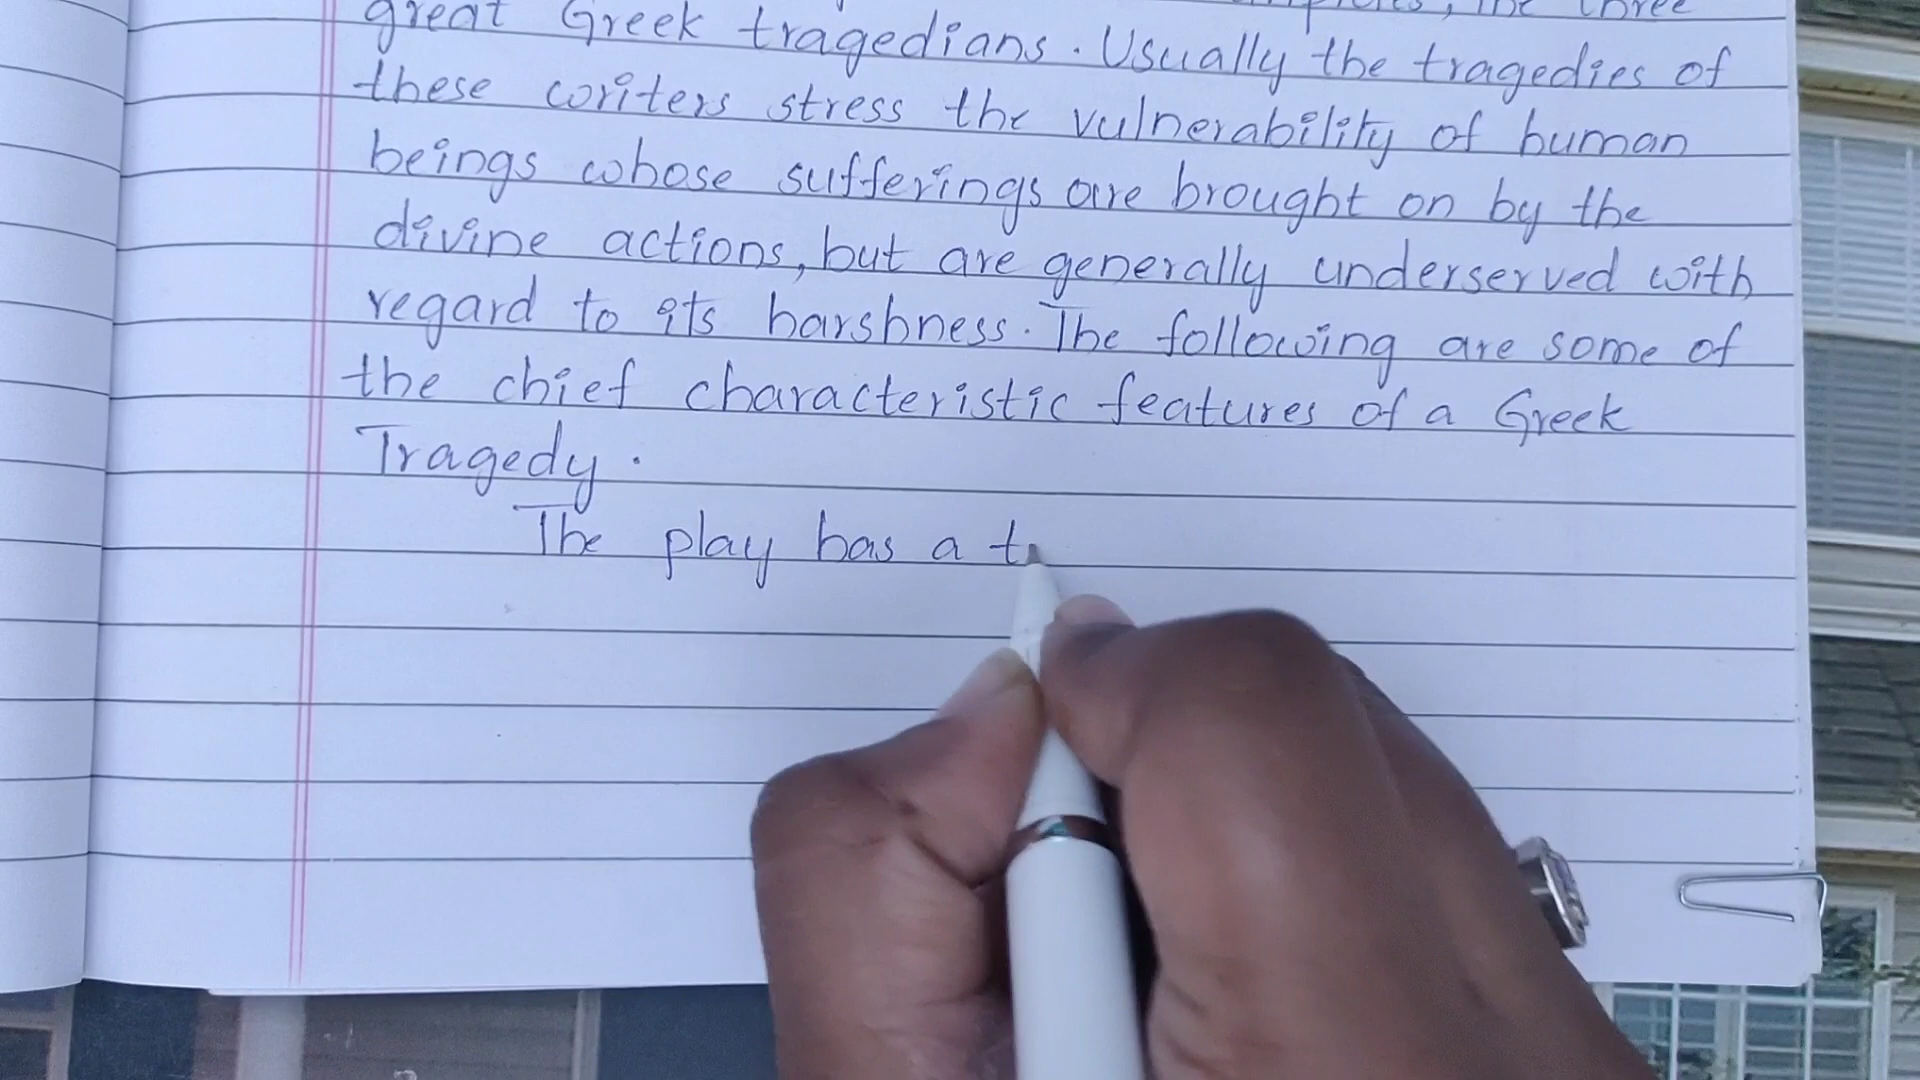 the three
great Greek tragedians. Usually the tragedies of
these writers stress the vulnerability of human
beings whose sufferings are brought on by the
divine actions, but are generally underserved with
regard to its harshness. The following are some of
the chief characteristic features of a Greek
Tragedy.
The play has a t